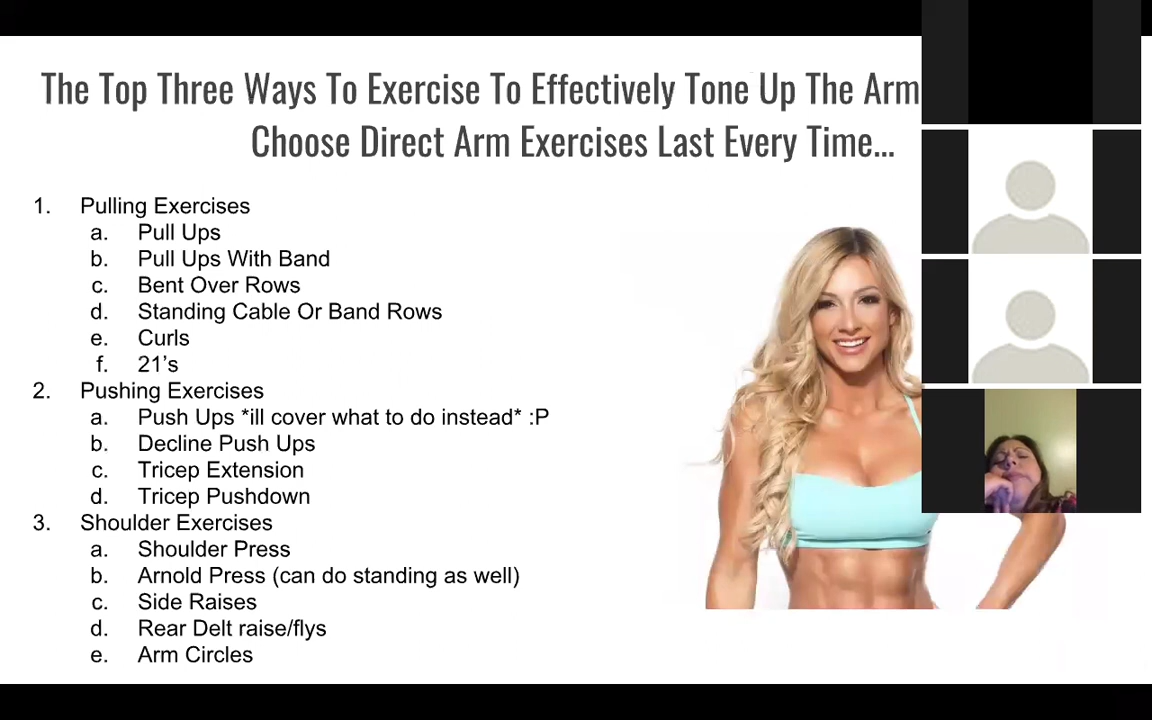 The Top Three Ways To Exercise To Effectively Tone Up The Arm
Choose Direct Arm Exercises Last Every Time...
1. Pulling Exercises
a. Pull Ups
b. Pull Ups With Band
c. Bent Over Rows
d. Standing Cable Or Band Rows
e. Curls
f. 21's
2. Pushing Exercises
a. Push Ups *ill cover what to do instead* :P
b. Decline Push Ups
c. Tricep Extension
d. Tricep Pushdown
3. Shoulder Exercises
a. Shoulder Press
b. Arnold Press (can do standing as well)
c. Side Raises
d. Rear Delt raise/flys
e. Arm Circles